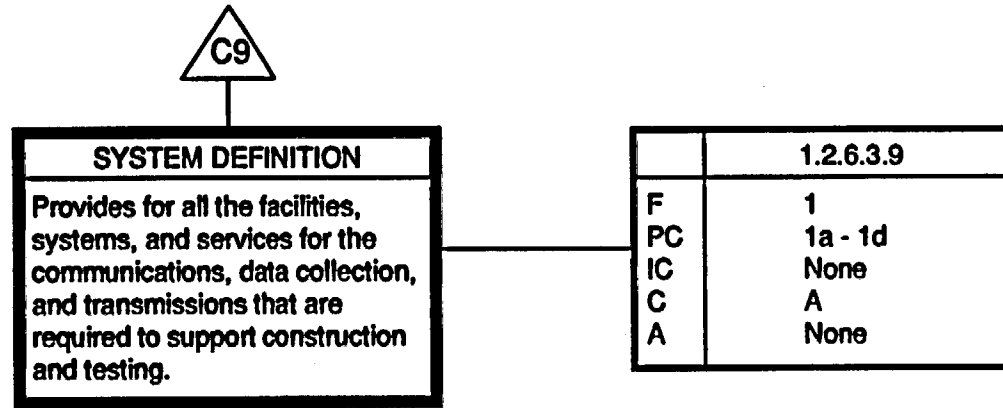 C9
SYSTEM DEFINITION
Provides for all the facilities,
systems, and services for the
communications, data collection,
and transmissions that are
required to support construction
and testing.
1.2.6.3.9
F 1
PC 1a - 1d
IC None
C A
A None